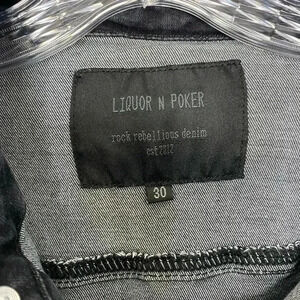 LIQUOR N POKER
rock rebellious denim
est2012
30